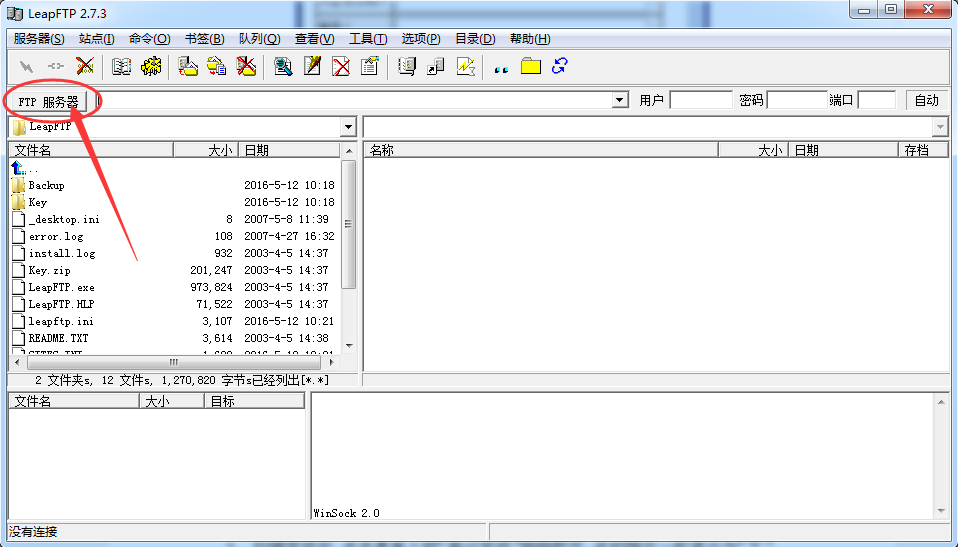 LeapFTP 2.7.3
服务器(S) 站点(I) 命令(O) 书签(B) 队列(Q) 查看(V) 工具(T) 选项(P) 目录(D) 帮助(H)
FTP 服务器 用户 密码 端口 自动
LeapFTP
文件名 大小 日期 名称 大小 日期 存档
..
Backup 2016-5-12 10:18
Key 2016-5-12 10:18
_desktop.ini 8 2007-5-8 11:39
error.log 108 2007-4-27 16:32
install.log 932 2003-4-5 14:37
Key.zip 201,247 2003-4-5 14:37
LeapFTP.exe 973,824 2003-4-5 14:37
LeapFTP.HLP 71,522 2003-4-5 14:37
leapftp.ini 3,107 2016-5-12 10:21
README.TXT 3,614 2003-4-5 14:38
2 文件夹s, 12 文件s, 1,270,820 字节s已经列出[*.*]
文件名 大小 目标
WinSock 2.0
没有连接